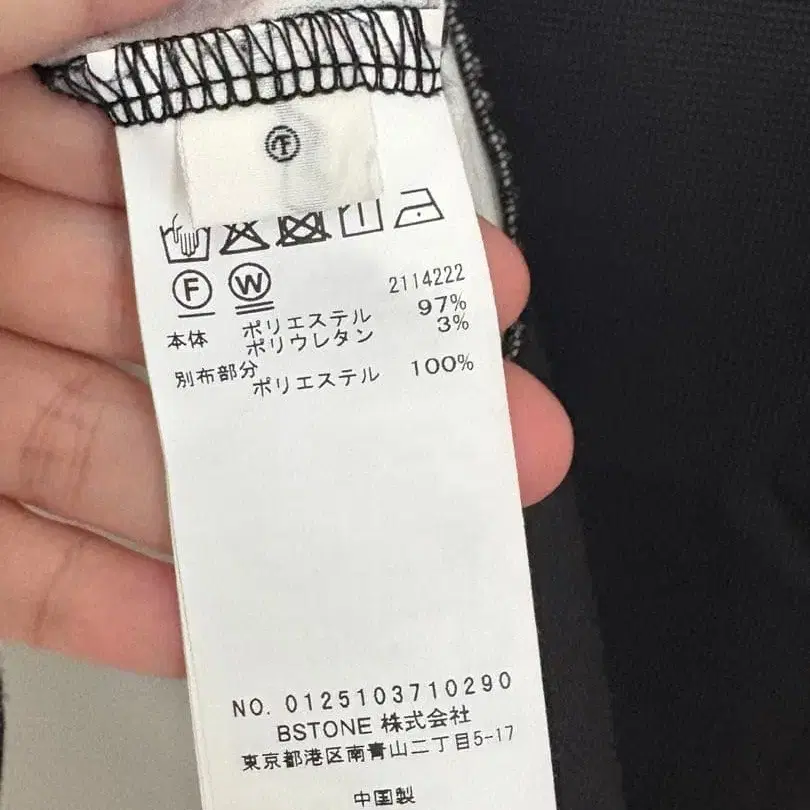 F W 2114222
本体 ポリエステル 97%
ポリウレタン 3%
別布部分 ポリエステル 100%
NO. 0125103710290
BSTONE 株式会社
東京都港区南青山二丁目5-17
中国製